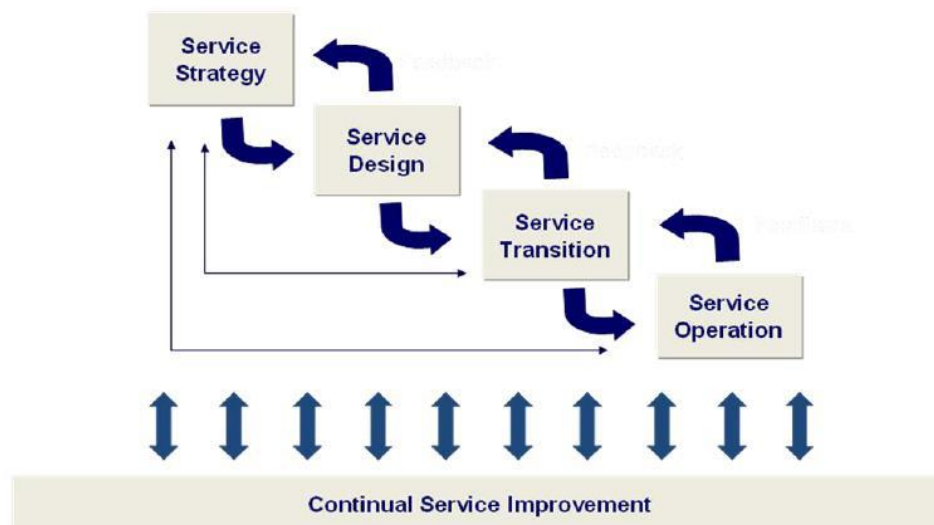 Service
Strategy
Service
Design
Service
Transition
Service
Operation
Continual Service Improvement